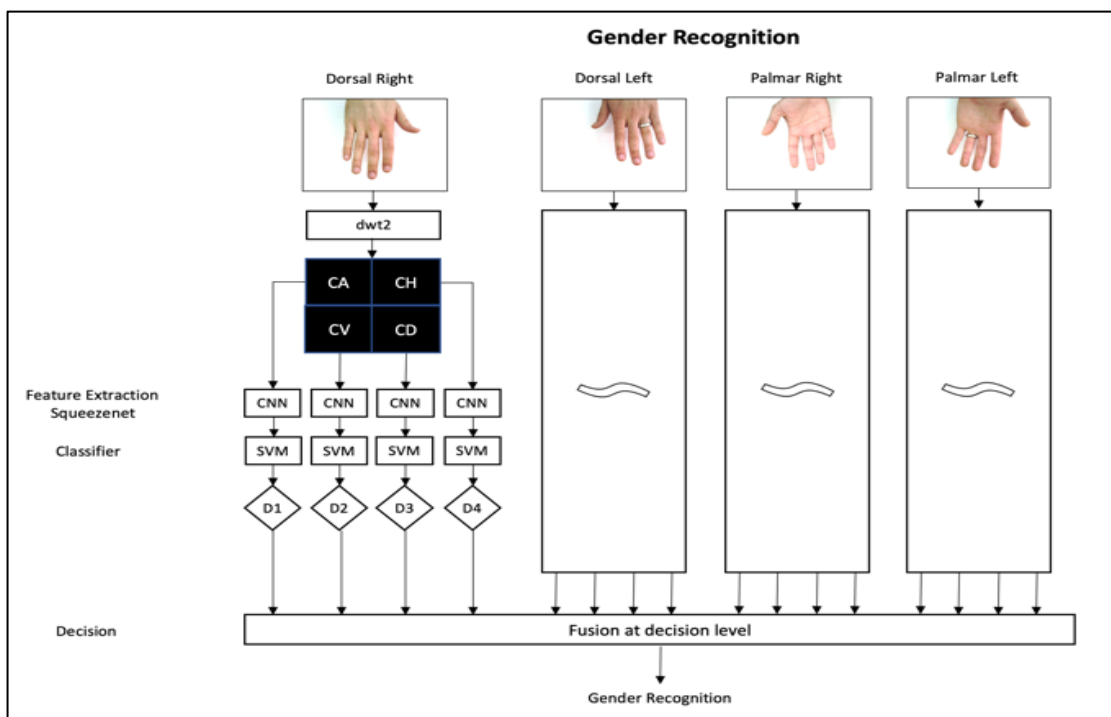 Gender Recognition
Dorsal Right
Dorsal Left
Palmar Right
Palmar Left
dwt2
CA
CH
CV
CD
Feature Extraction
Squeezenet
CNN
CNN
CNN
CNN
Classifier
SVM
SVM
SVM
SVM
D1
D2
D3
D4
Decision
Fusion at decision level
Gender Recognition